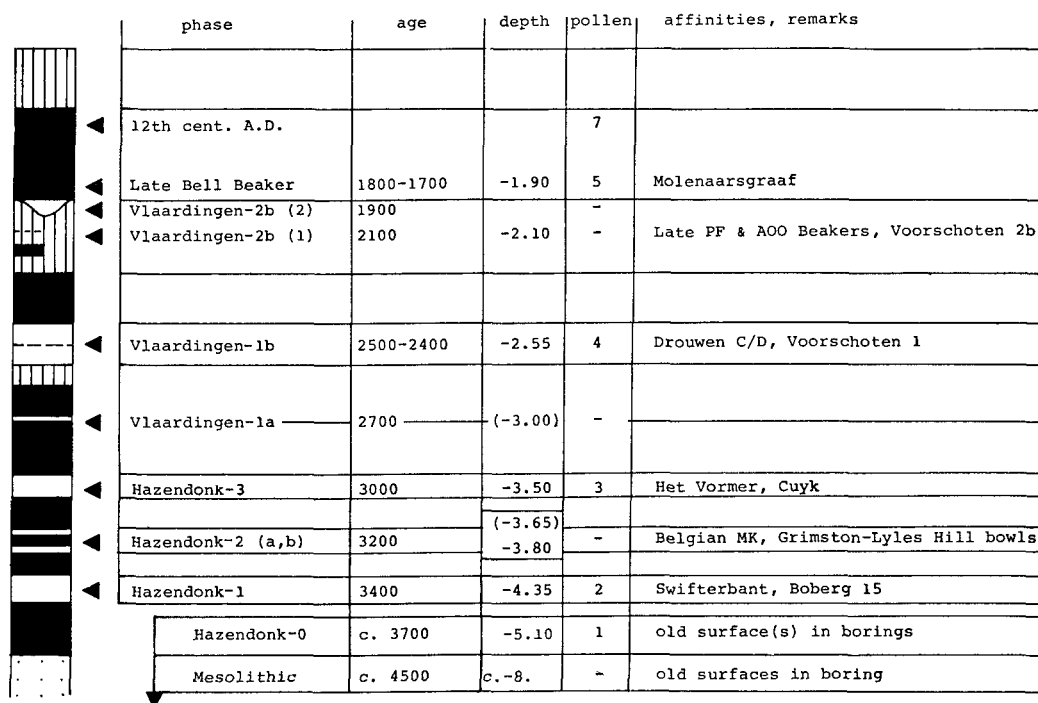 phase age depth pollen affinities, remarks
12th cent. A.D. 7
Late Bell Beaker 1800-1700 -1.90 5 Molenaarsgraaf
Vlaardingen-2b (2) 1900 -
Vlaardingen-2b (1) 2100 -2.10 - Late PF & AOO Beakers, Voorschoten 2b
Vlaardingen-1b 2500-2400 -2.55 4 Drouwen C/D, Voorschoten 1
Vlaardingen-1a 2700 (-3.00) -
Hazendonk-3 3000 -3.50 3 Het Vormer, Cuyk
(-3.65)
Hazendonk-2 (a,b) 3200 -3.80 - Belgian MK, Grimston-Lyles Hill bowls
Hazendonk-1 3400 -4.35 2 Swifterbant, Boberg 15
Hazendonk-0 c. 3700 -5.10 1 old surface(s) in borings
Mesolithic c. 4500 c.-8. - old surfaces in boring